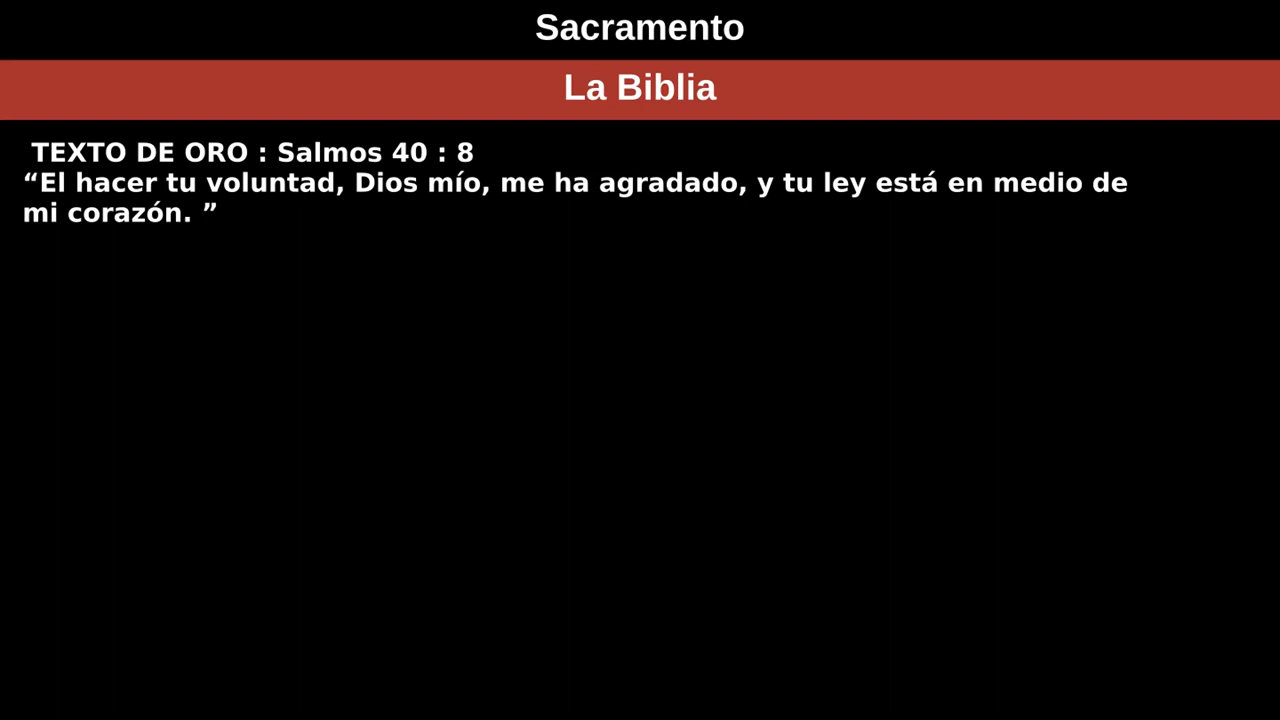 Sacramento
La Biblia
TEXTO DE ORO : Salmos 40 : 8
“El hacer tu voluntad, Dios mío, me ha agradado, y tu ley está en medio de
mi corazón. ”